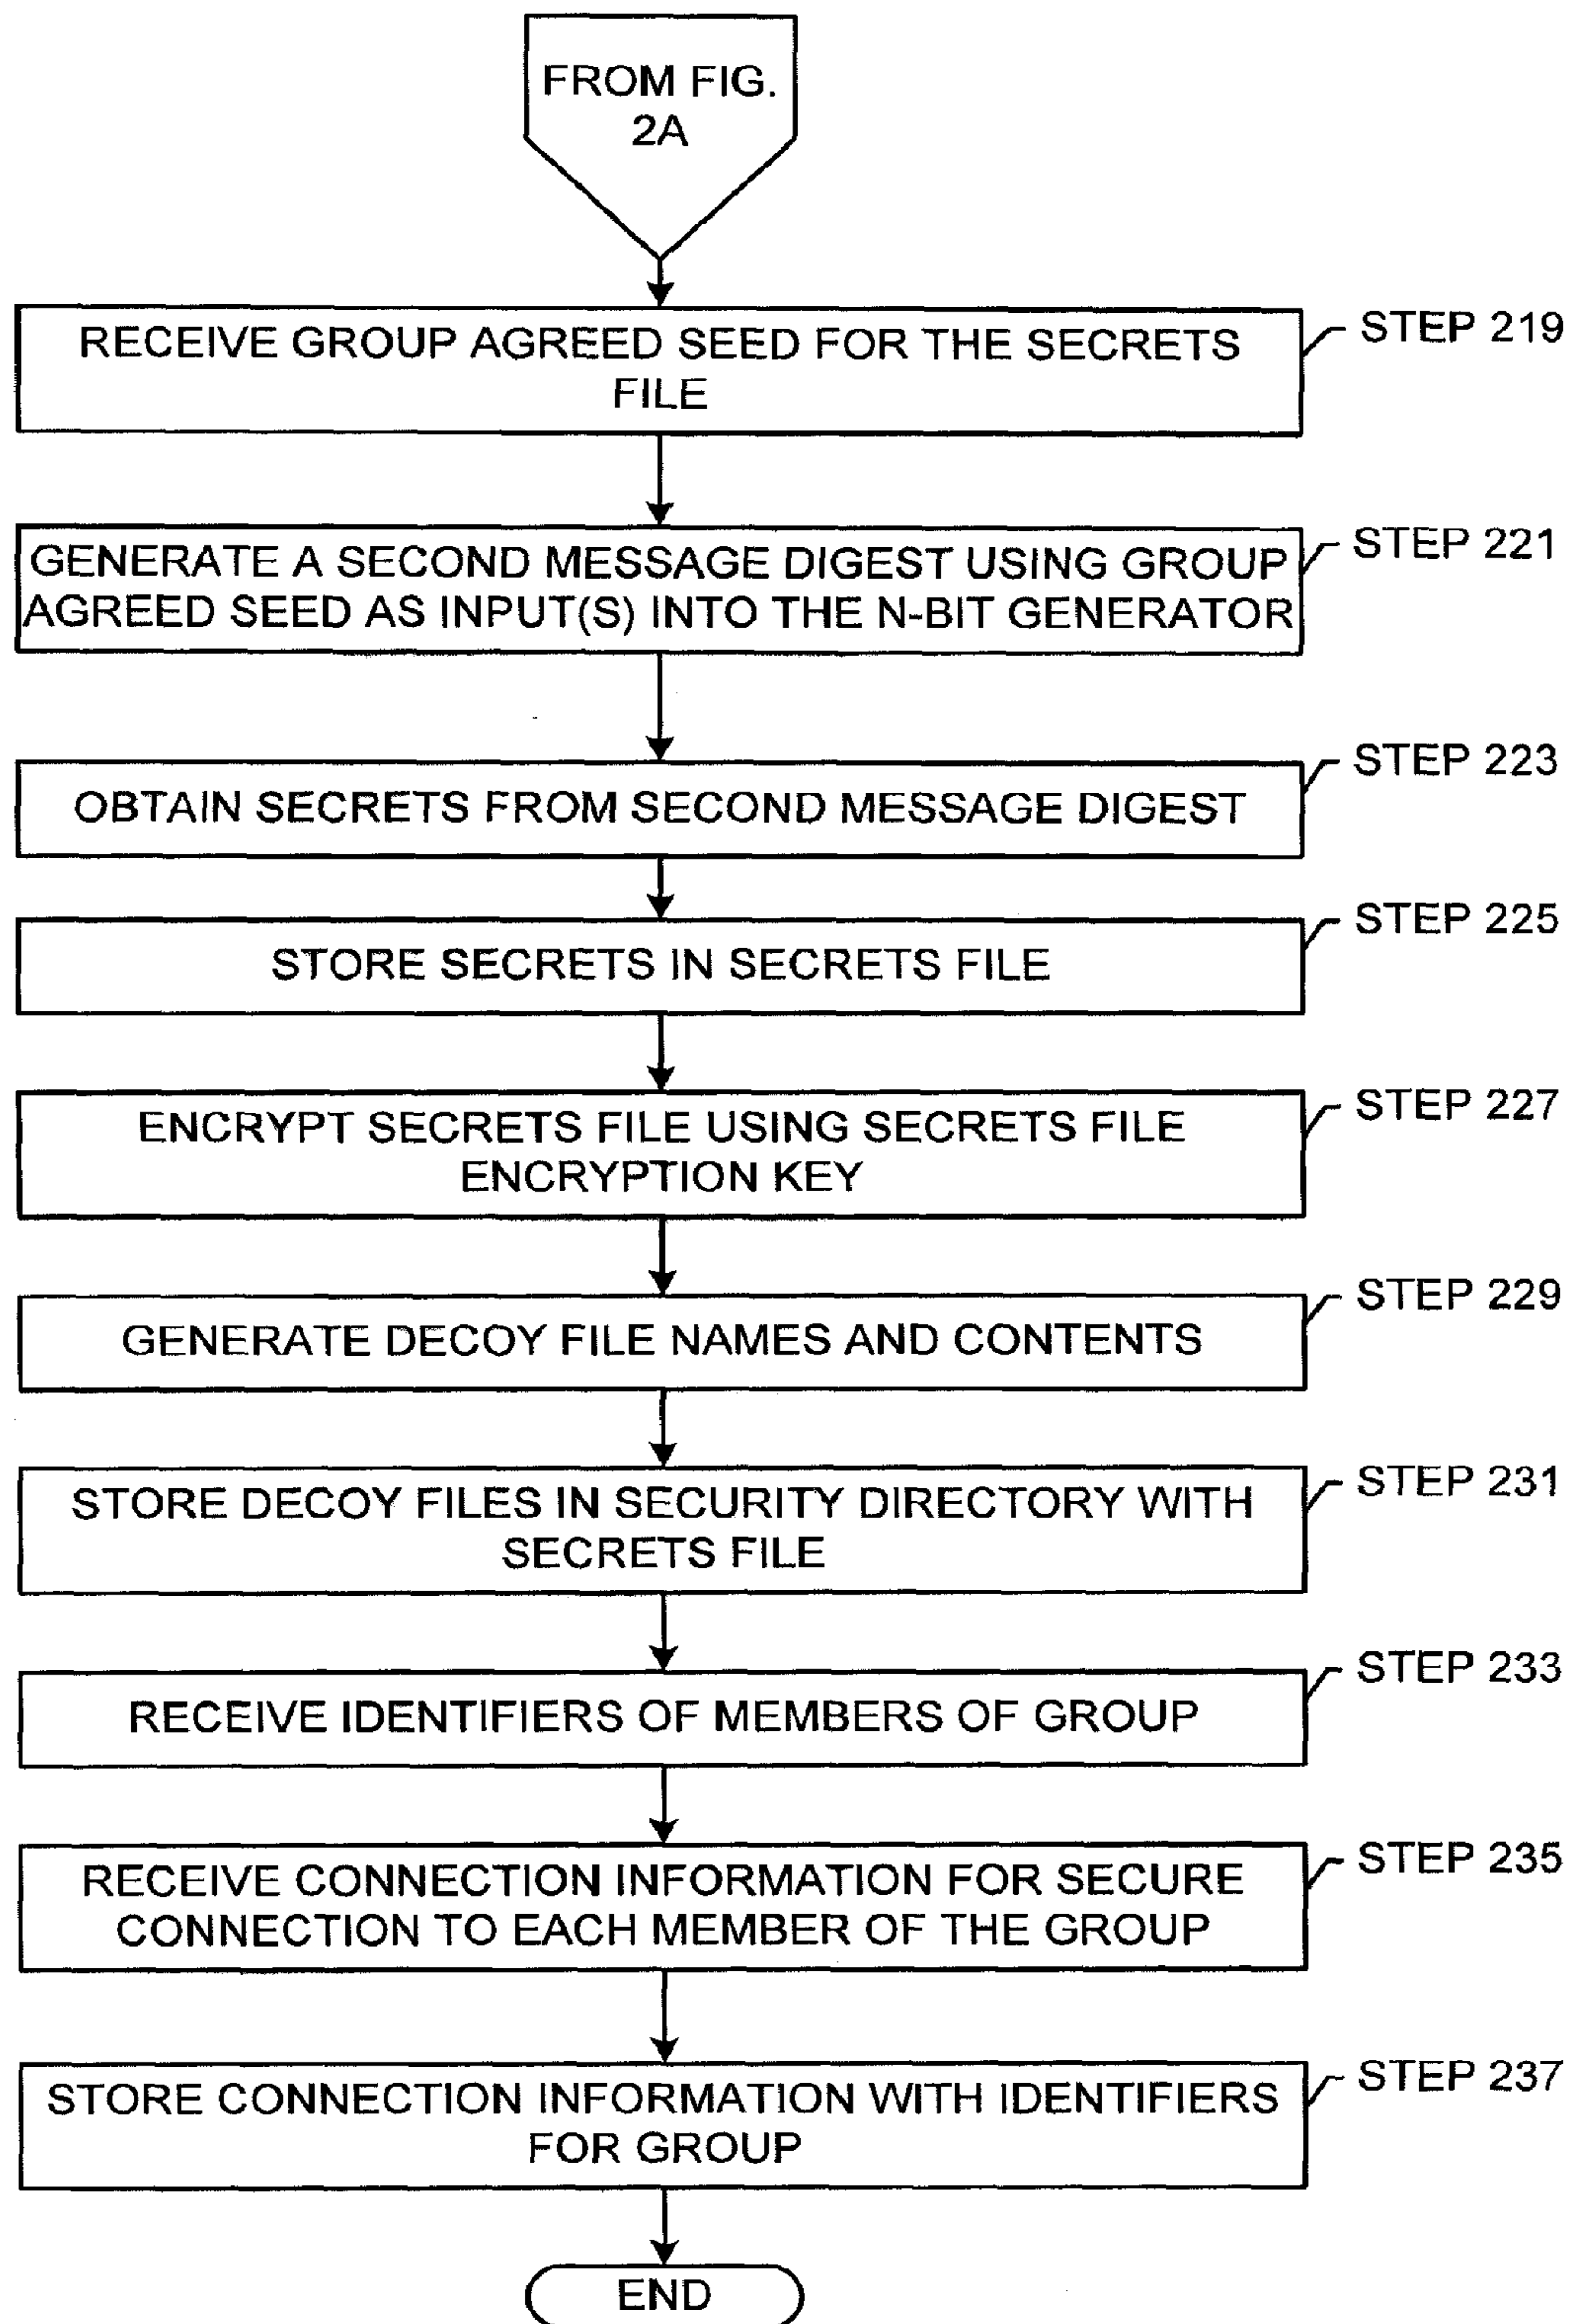 FROM FIG.
2A
RECEIVE GROUP AGREED SEED FOR THE SECRETS
FILE
STEP 219
GENERATE A SECOND MESSAGE DIGEST USING GROUP
AGREED SEED AS INPUT(S) INTO THE N-BIT GENERATOR
STEP 221
OBTAIN SECRETS FROM SECOND MESSAGE DIGEST
STEP 223
STORE SECRETS IN SECRETS FILE
STEP 225
ENCRYPT SECRETS FILE USING SECRETS FILE
ENCRYPTION KEY
STEP 227
GENERATE DECOY FILE NAMES AND CONTENTS
STEP 229
STORE DECOY FILES IN SECURITY DIRECTORY WITH
SECRETS FILE
STEP 231
RECEIVE IDENTIFIERS OF MEMBERS OF GROUP
STEP 233
RECEIVE CONNECTION INFORMATION FOR SECURE
CONNECTION TO EACH MEMBER OF THE GROUP
STEP 235
STORE CONNECTION INFORMATION WITH IDENTIFIERS
FOR GROUP
STEP 237
END